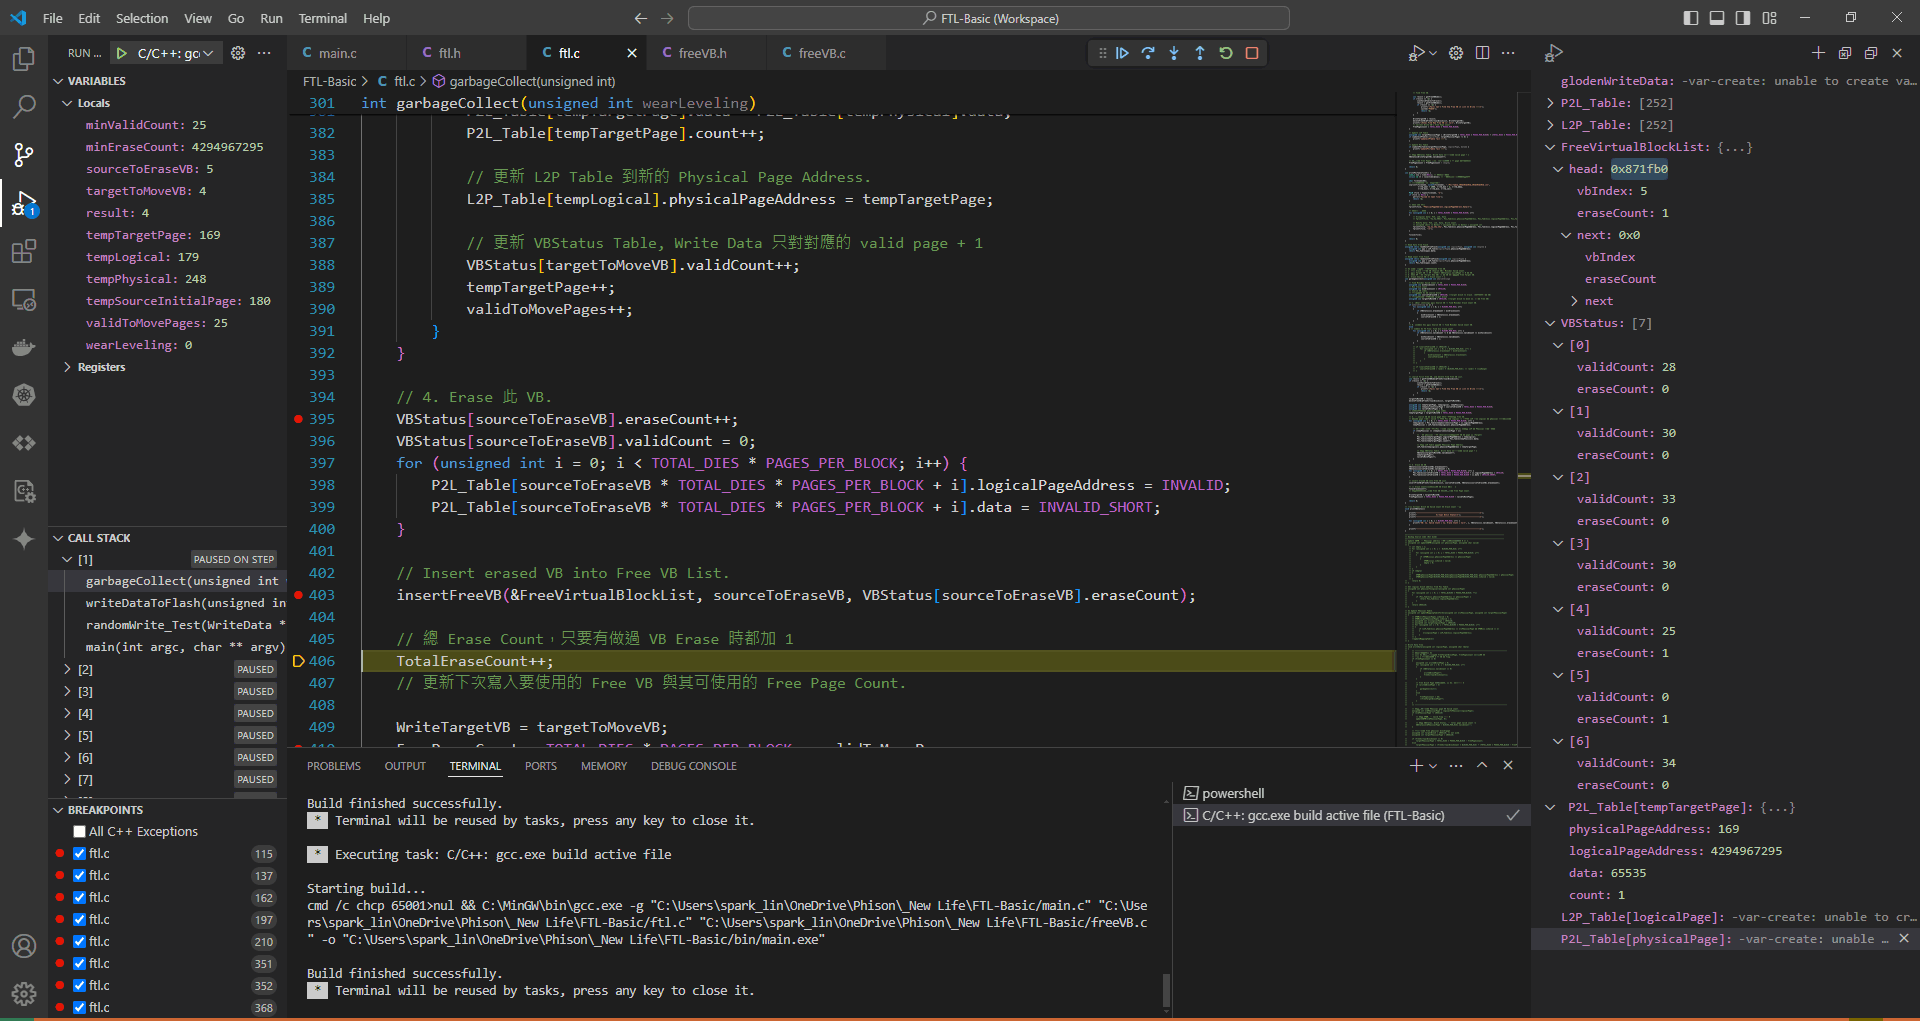 File Edit Selection View Go Run Terminal Help
FTL-Basic (Workspace)
RUN ... C/C++: gc
main.c
ftl.h
ftl.c
freeVB.h
freeVB.c
FTL-Basic > C ftl.c > garbageCollect(unsigned int)
VARIABLES
Locals
minValidCount: 25
minEraseCount: 4294967295
sourceToEraseVB: 5
targetToMoveVB: 4
result: 4
tempTargetPage: 169
tempLogical: 179
tempPhysical: 248
tempSourceInitialPage: 180
validToMovePages: 25
wearLeveling: 0
Registers
CALL STACK
[1] PAUSED ON STEP
garbageCollect(unsigned int
writeDataToFlash(unsigned in
randomWrite_Test(WriteData *
main(int argc, char ** argv)
[2] PAUSED
[3] PAUSED
[4] PAUSED
[5] PAUSED
[6] PAUSED
[7] PAUSED
BREAKPOINTS
All C++ Exceptions
ftl.c 115
ftl.c 137
ftl.c 162
ftl.c 197
ftl.c 210
ftl.c 351
ftl.c 352
ftl.c 368
301 int garbageCollect(unsigned int wearLeveling)
382 P2L_Table[tempTargetPage].count++;
383
384 // 更新 L2P Table 到新的 Physical Page Address.
385 L2P_Table[tempLogical].physicalPageAddress = tempTargetPage;
386
387 // 更新 VBStatus Table, Write Data 只對對應的 valid page + 1
388 VBStatus[targetToMoveVB].validCount++;
389 tempTargetPage++;
390 validToMovePages++;
391 }
392 }
393
394 // 4. Erase 此 VB.
395 VBStatus[sourceToEraseVB].eraseCount++;
396 VBStatus[sourceToEraseVB].validCount = 0;
397 for (unsigned int i = 0; i < TOTAL_DIES * PAGES_PER_BLOCK; i++) {
398 P2L_Table[sourceToEraseVB * TOTAL_DIES * PAGES_PER_BLOCK + i].logicalPageAddress = INVALID;
399 P2L_Table[sourceToEraseVB * TOTAL_DIES * PAGES_PER_BLOCK + i].data = INVALID_SHORT;
400 }
401
402 // Insert erased VB into Free VB List.
403 insertFreeVB(&FreeVirtualBlockList, sourceToEraseVB, VBStatus[sourceToEraseVB].eraseCount);
404
405 // 總 Erase Count，只要有做過 VB Erase 時都加 1
406 TotalEraseCount++;
407 // 更新下次寫入要使用的 Free VB 與其可使用的 Free Page Count.
408
409 WriteTargetVB = targetToMoveVB;
PROBLEMS OUTPUT TERMINAL PORTS MEMORY DEBUG CONSOLE
Build finished successfully.
* Terminal will be reused by tasks, press any key to close it.
* Executing task: C/C++: gcc.exe build active file
Starting build...
cmd /c chcp 65001>nul && C:\MinGW\bin\gcc.exe -g "C:\Users\spark_lin\OneDrive\Phison\_New Life\FTL-Basic/main.c" "C:\Use
rs\spark_lin\OneDrive\Phison\_New Life\FTL-Basic/ftl.c" "C:\Users\spark_lin\OneDrive\Phison\_New Life\FTL-Basic/freeVB.c
" -o "C:\Users\spark_lin\OneDrive\Phison\_New Life\FTL-Basic/bin/main.exe"
Build finished successfully.
* Terminal will be reused by tasks, press any key to close it.
powershell
C/C++: gcc.exe build active file (FTL-Basic)
glodenWriteData: -var-create: unable to create va...
P2L_Table: [252]
L2P_Table: [252]
FreeVirtualBlockList: {...}
head: 0x871fb0
vbIndex: 5
eraseCount: 1
next: 0x0
vbIndex
eraseCount
next
VBStatus: [7]
[0]
validCount: 28
eraseCount: 0
[1]
validCount: 30
eraseCount: 0
[2]
validCount: 33
eraseCount: 0
[3]
validCount: 30
eraseCount: 0
[4]
validCount: 25
eraseCount: 1
[5]
validCount: 0
eraseCount: 1
[6]
validCount: 34
eraseCount: 0
P2L_Table[tempTargetPage]: {...}
physicalPageAddress: 169
logicalPageAddress: 4294967295
data: 65535
count: 1
L2P_Table[logicalPage]: -var-create: unable to cr...
P2L_Table[physicalPage]: -var-create: unable ...